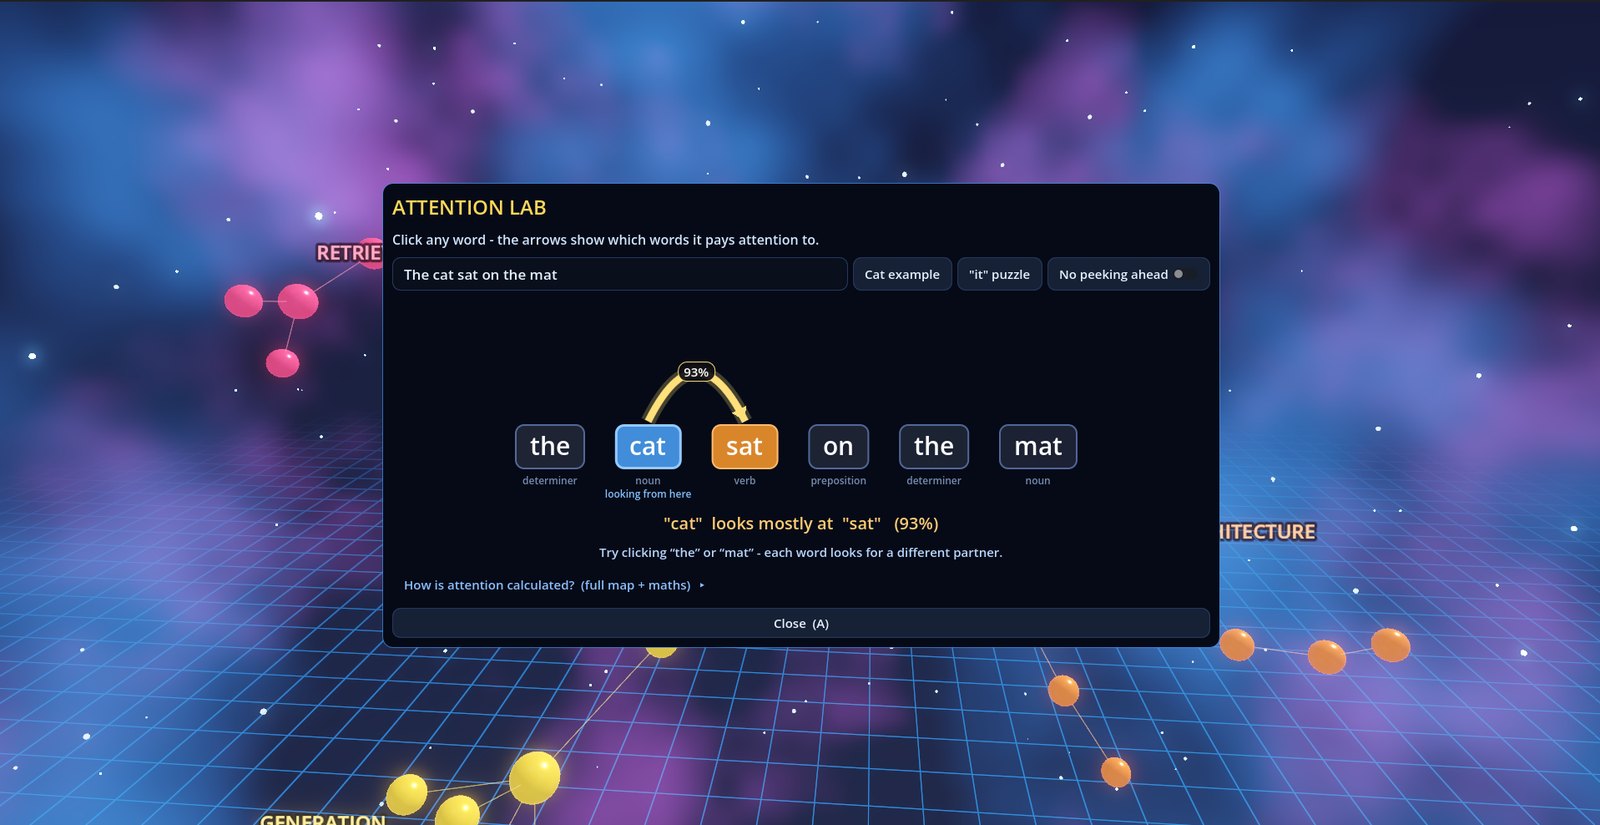 ATTENTION LAB
Click any word - the arrows show which words it pays attention to.
RETRIE
The cat sat on the mat
Cat example
"it" puzzle
No peeking ahead
93%
the cat sat on the mat
determiner noun verb preposition determiner noun
looking from here
"cat" looks mostly at "sat" (93%)
HITECTURE
Try clicking “the” or “mat” - each word looks for a different partner.
How is attention calculated? (full map + maths) ▸
Close (A)
GENERATION